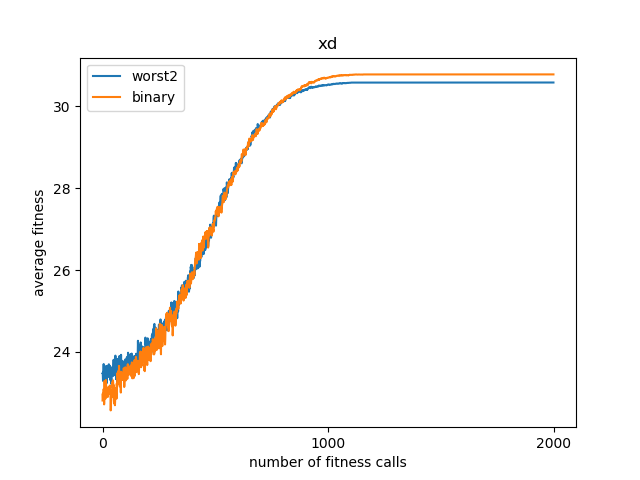 xd
worst2
binary
30
28
26
24
average fitness
0
1000
2000
number of fitness calls